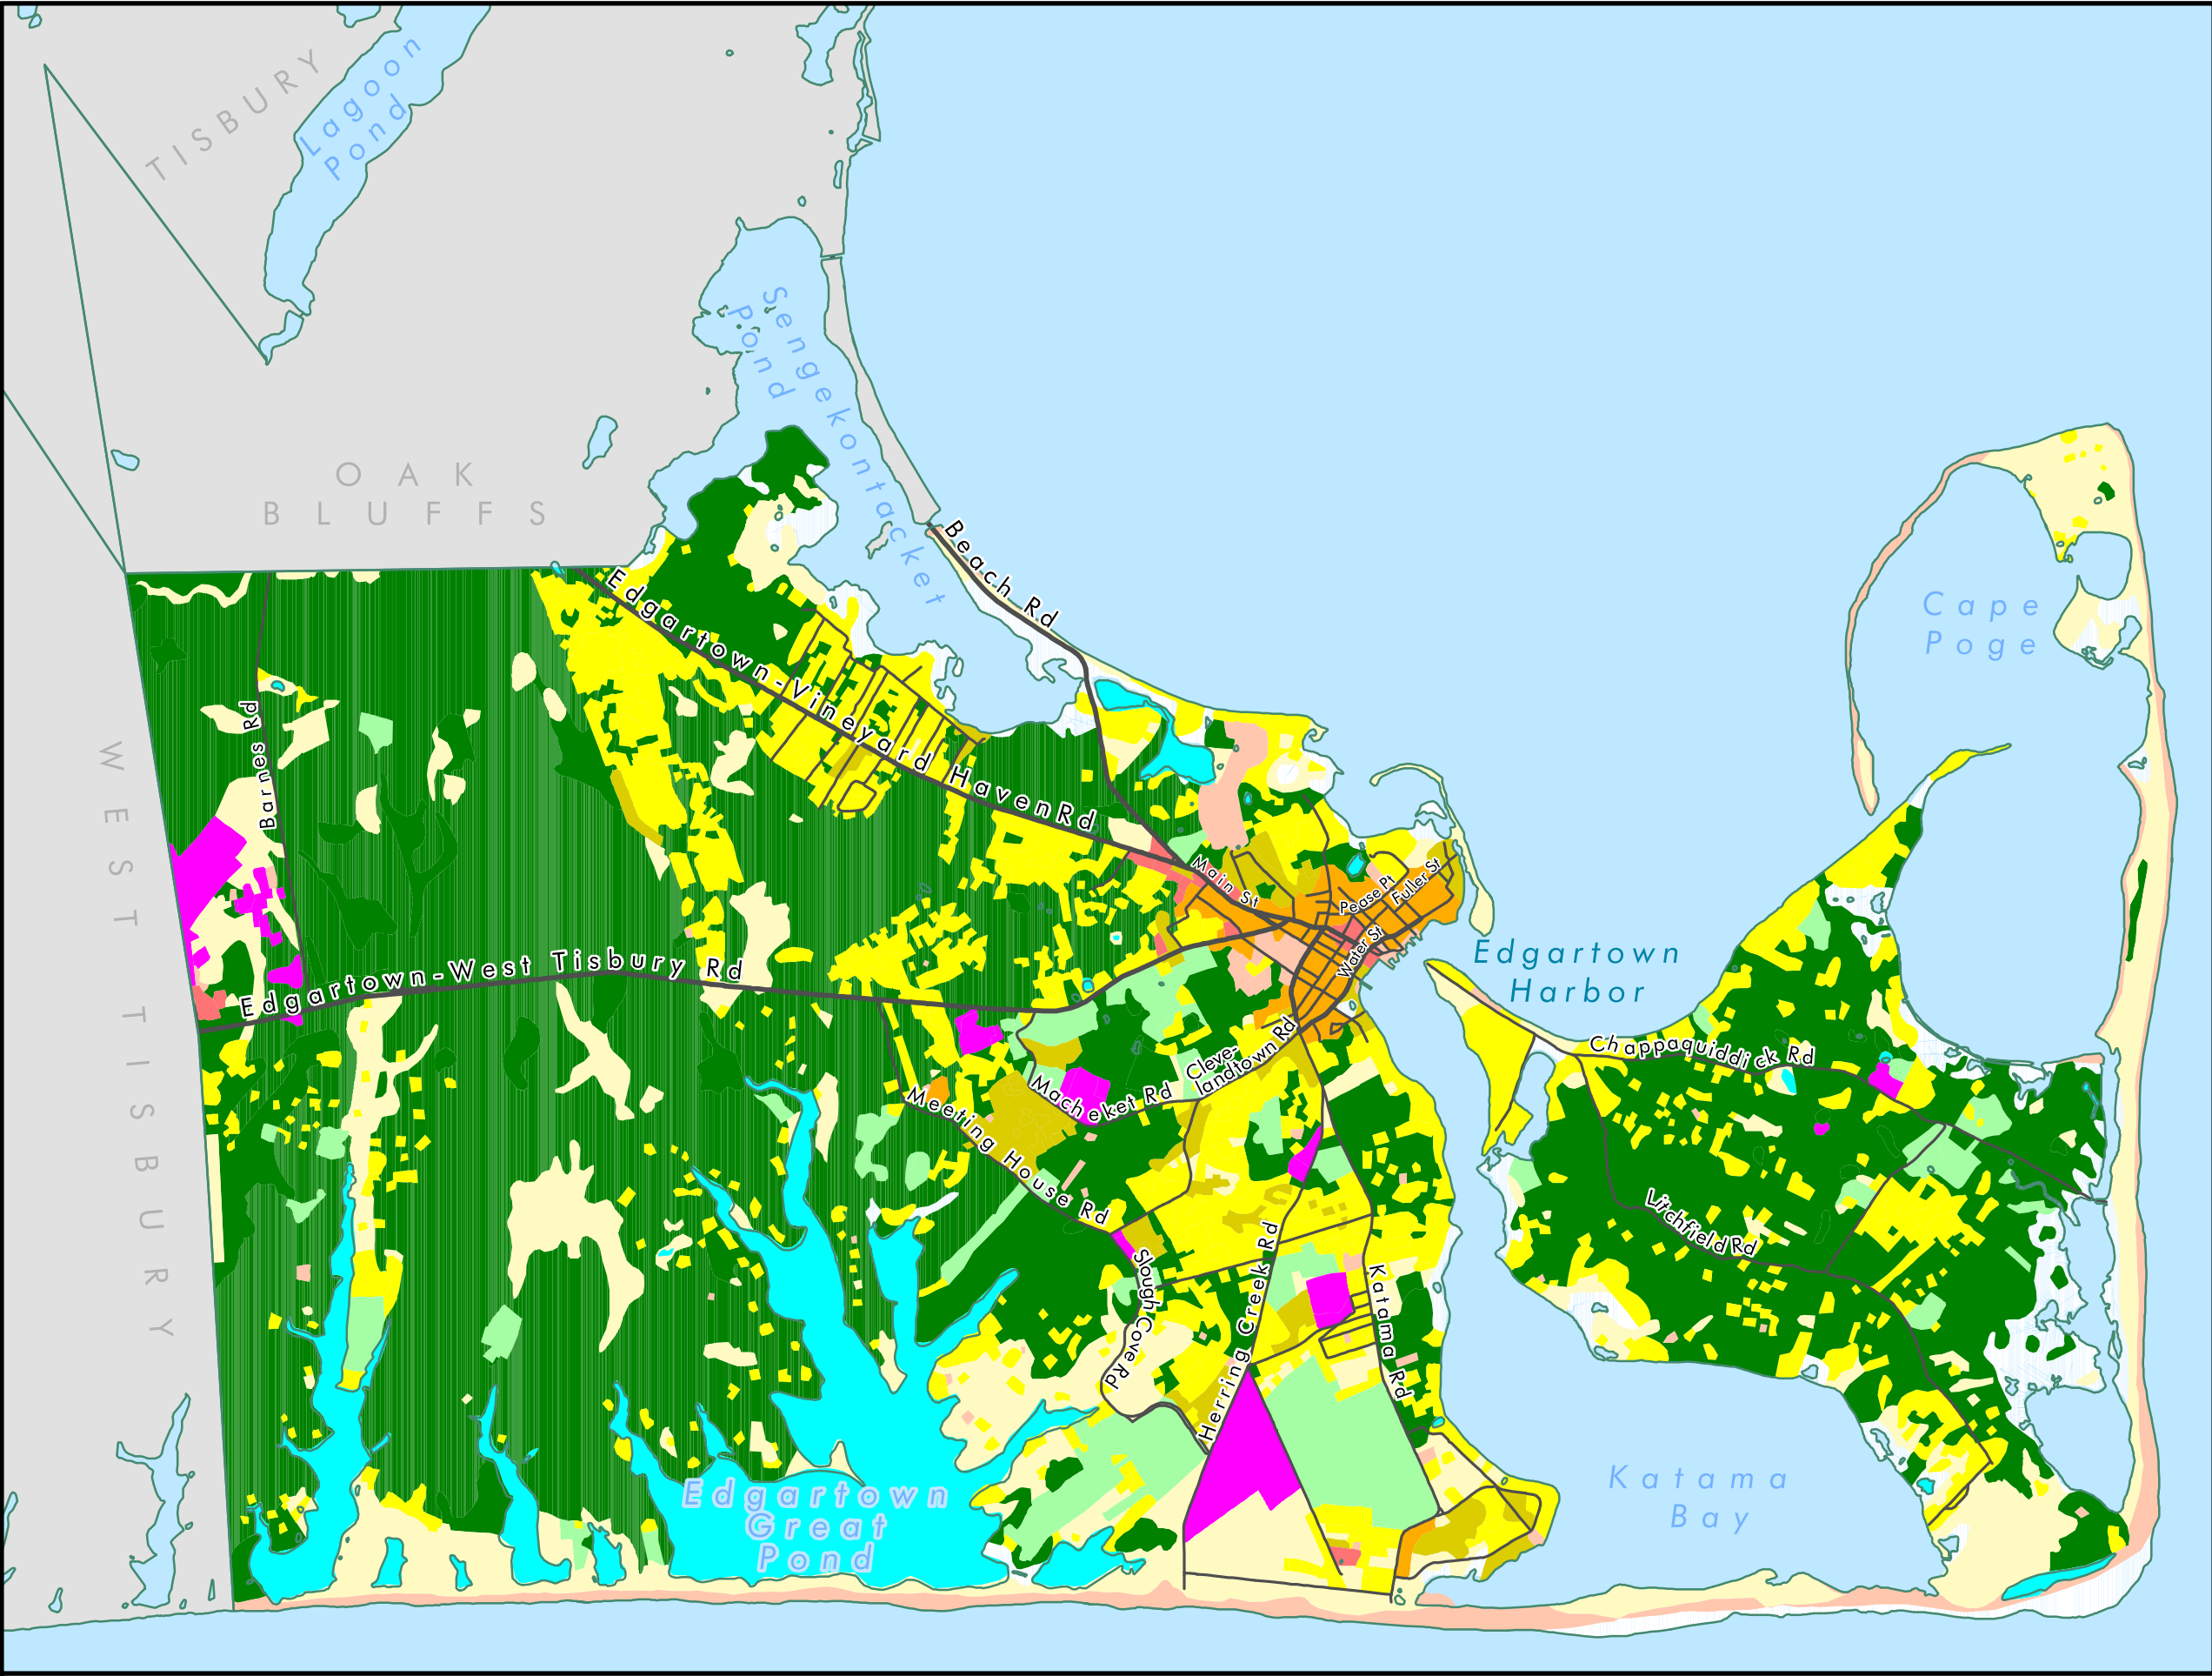 TISBURY
Lagoon
Pond
OAK
BLUFFS
WEST TISBURY
Sengekontacket
Pond
Beach Rd
Edgartown-Vineyard Haven Rd
Barnes Rd
Edgartown-West Tisbury Rd
Main St
Pease Pt
Fuller St
Water St
Cape
Poge
Edgartown
Harbor
Chappaquiddick Rd
Litchfield Rd
Cleve-
landtown Rd
Macheket Rd
Meeting House Rd
Slough Cove Rd
Herring Creek Rd
Katama Rd
Edgartown
Great
Pond
Katama
Bay